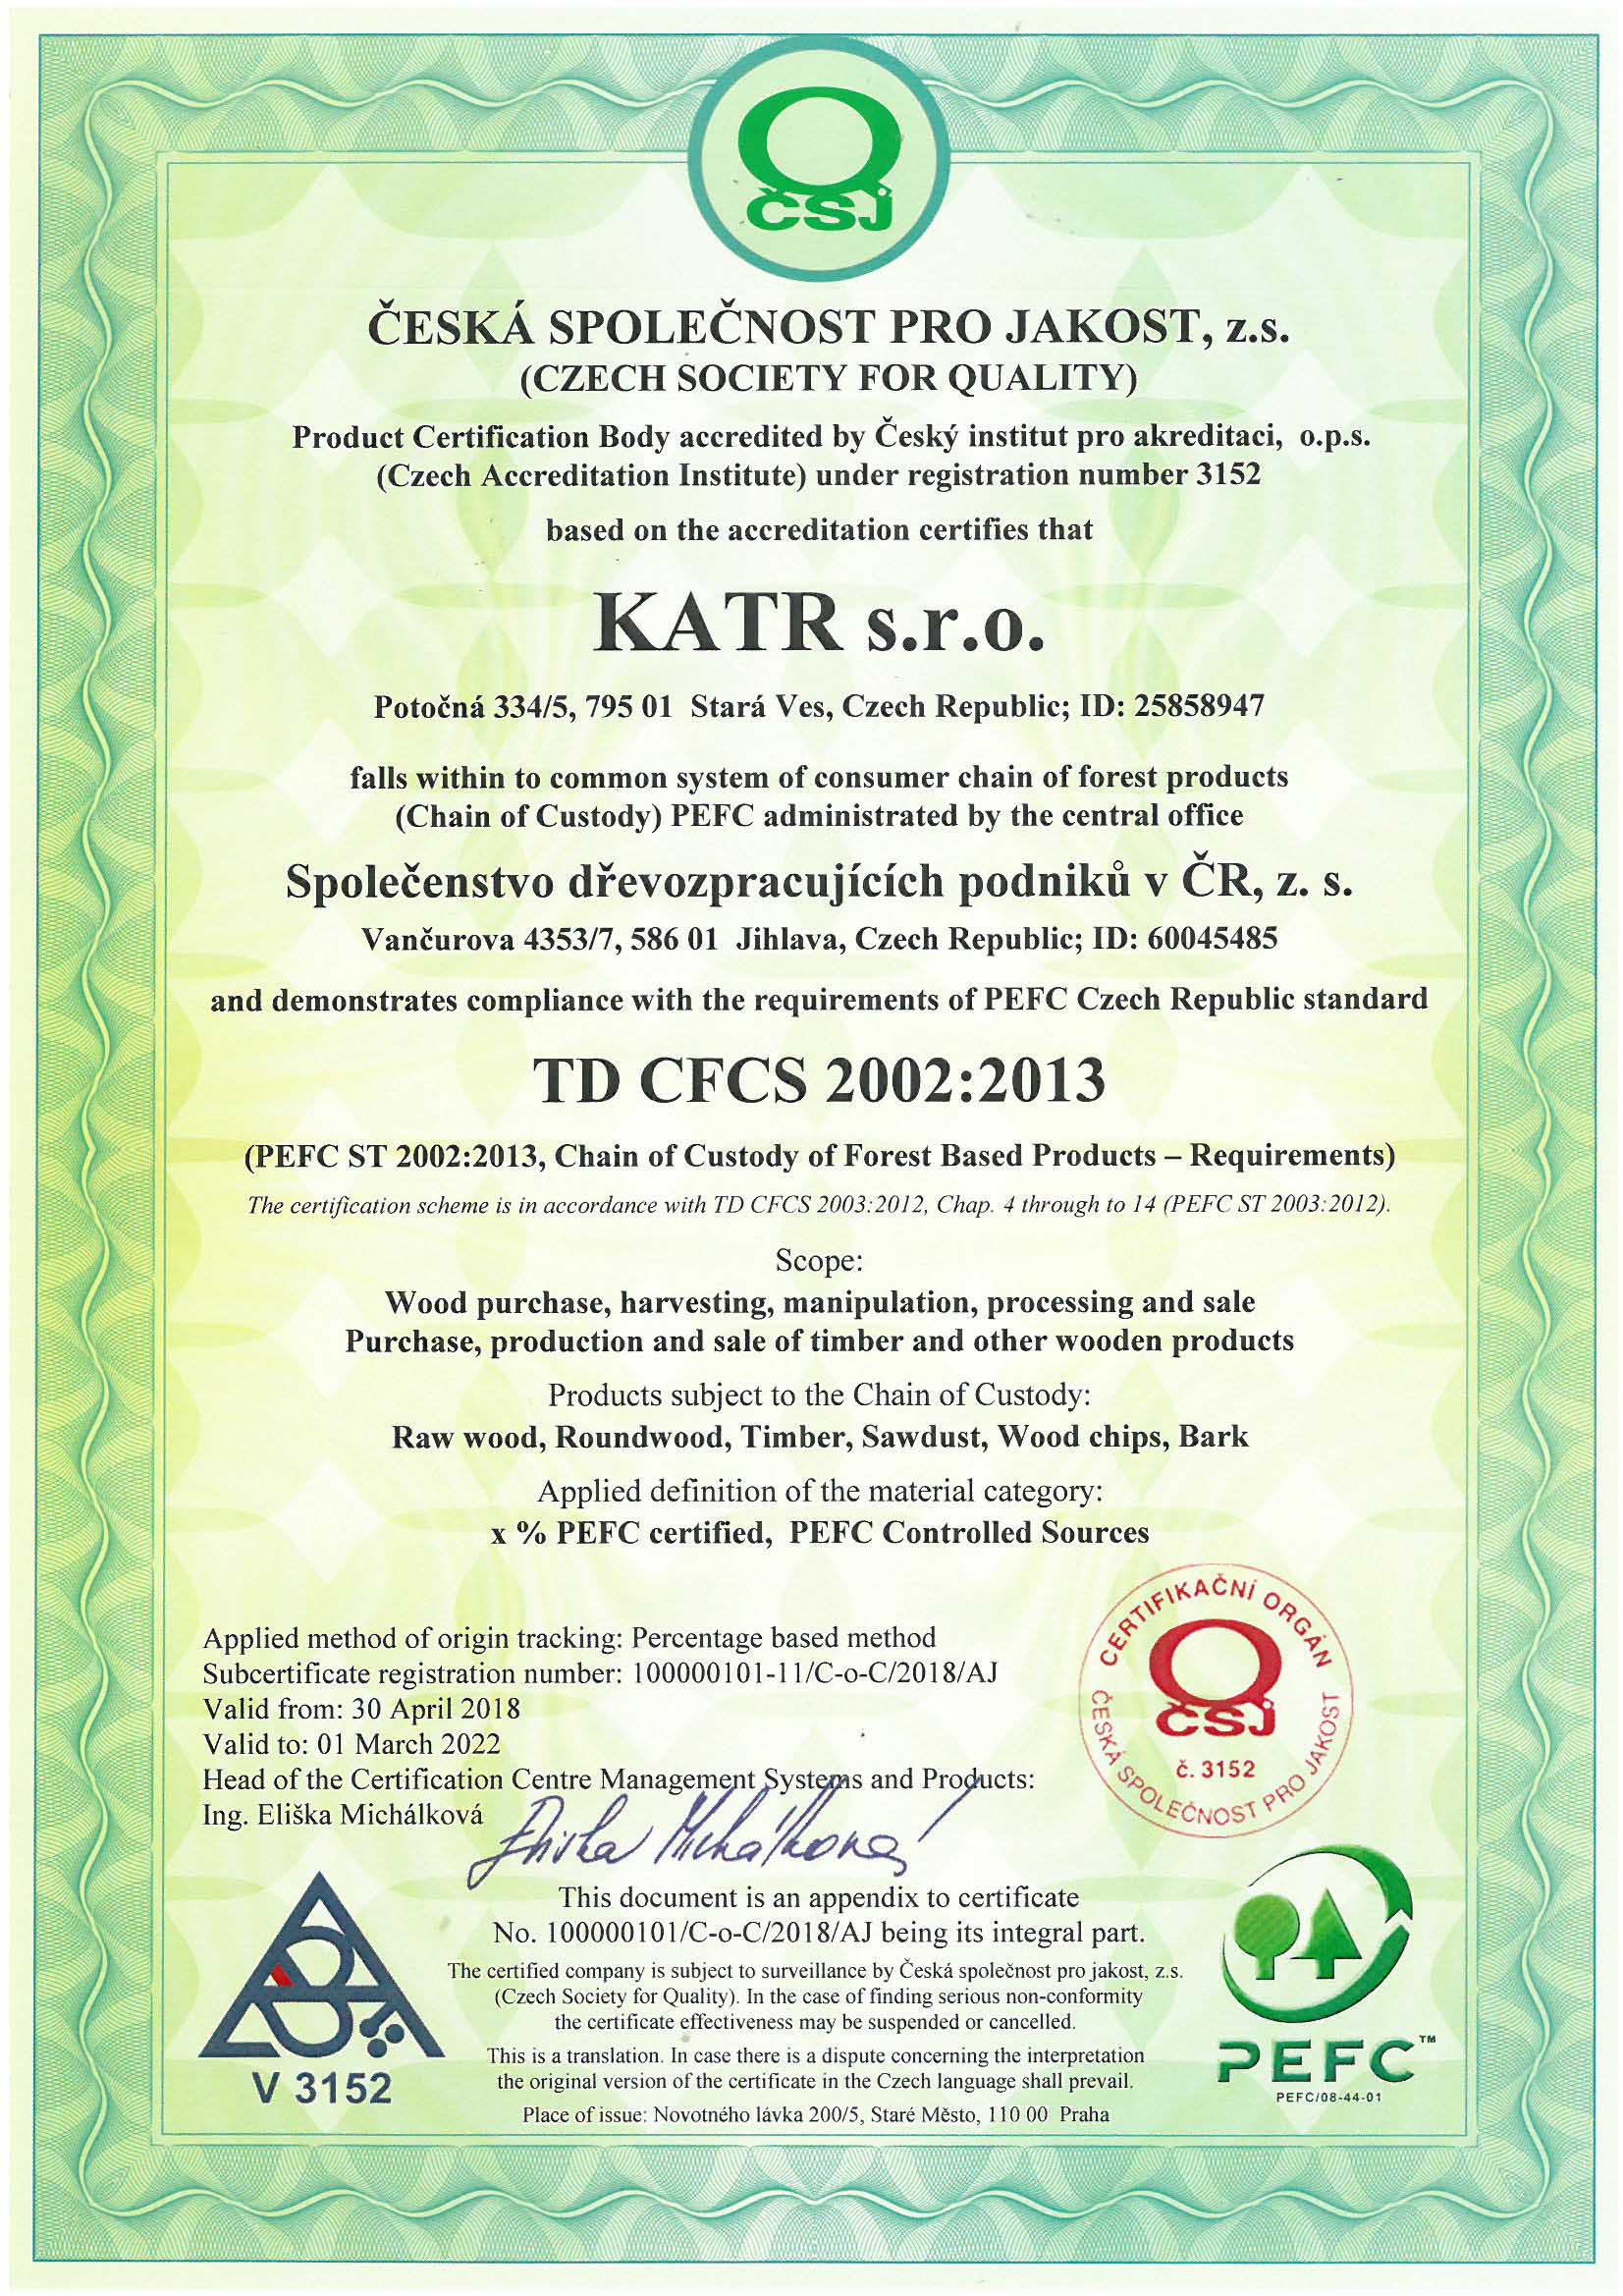 ČSJ
ČESKÁ SPOLEČNOST PRO JAKOST, z.s.
(CZECH SOCIETY FOR QUALITY)
Product Certification Body accredited by Český institut pro akreditaci, o.p.s.
(Czech Accreditation Institute) under registration number 3152
based on the accreditation certifies that
KATR s.r.o.
Potočná 334/5, 795 01 Stará Ves, Czech Republic; ID: 25858947
falls within to common system of consumer chain of forest products
(Chain of Custody) PEFC administrated by the central office
Společenstvo dřevozpracujících podniků v ČR, z. s.
Vančurova 4353/7, 586 01 Jihlava, Czech Republic; ID: 60045485
and demonstrates compliance with the requirements of PEFC Czech Republic standard
TD CFCS 2002:2013
(PEFC ST 2002:2013, Chain of Custody of Forest Based Products – Requirements)
The certification scheme is in accordance with TD CFCS 2003:2012, Chap. 4 through to 14 (PEFC ST 2003:2012).
Scope:
Wood purchase, harvesting, manipulation, processing and sale
Purchase, production and sale of timber and other wooden products
Products subject to the Chain of Custody:
Raw wood, Roundwood, Timber, Sawdust, Wood chips, Bark
Applied definition of the material category:
x % PEFC certified, PEFC Controlled Sources
Applied method of origin tracking: Percentage based method
Subcertificate registration number: 100000101-11/C-o-C/2018/AJ
Valid from: 30 April 2018
Valid to: 01 March 2022
Head of the Certification Centre Management Systems and Products:
Ing. Eliška Michálková
Eliška Michálková
CERTIFIKAČNÍ ORGÁN
ČSJ
č. 3152
ČESKÁ SPOLEČNOST PRO JAKOST
This document is an appendix to certificate
No. 100000101/C-o-C/2018/AJ being its integral part.
The certified company is subject to surveillance by Česká společnost pro jakost, z.s.
(Czech Society for Quality). In the case of finding serious non-conformity
the certificate effectiveness may be suspended or cancelled.
This is a translation. In case there is a dispute concerning the interpretation
the original version of the certificate in the Czech language shall prevail.
Place of issue: Novotného lávka 200/5, Staré Město, 110 00 Praha
V 3152
PEFC™
PEFC/08-44-01